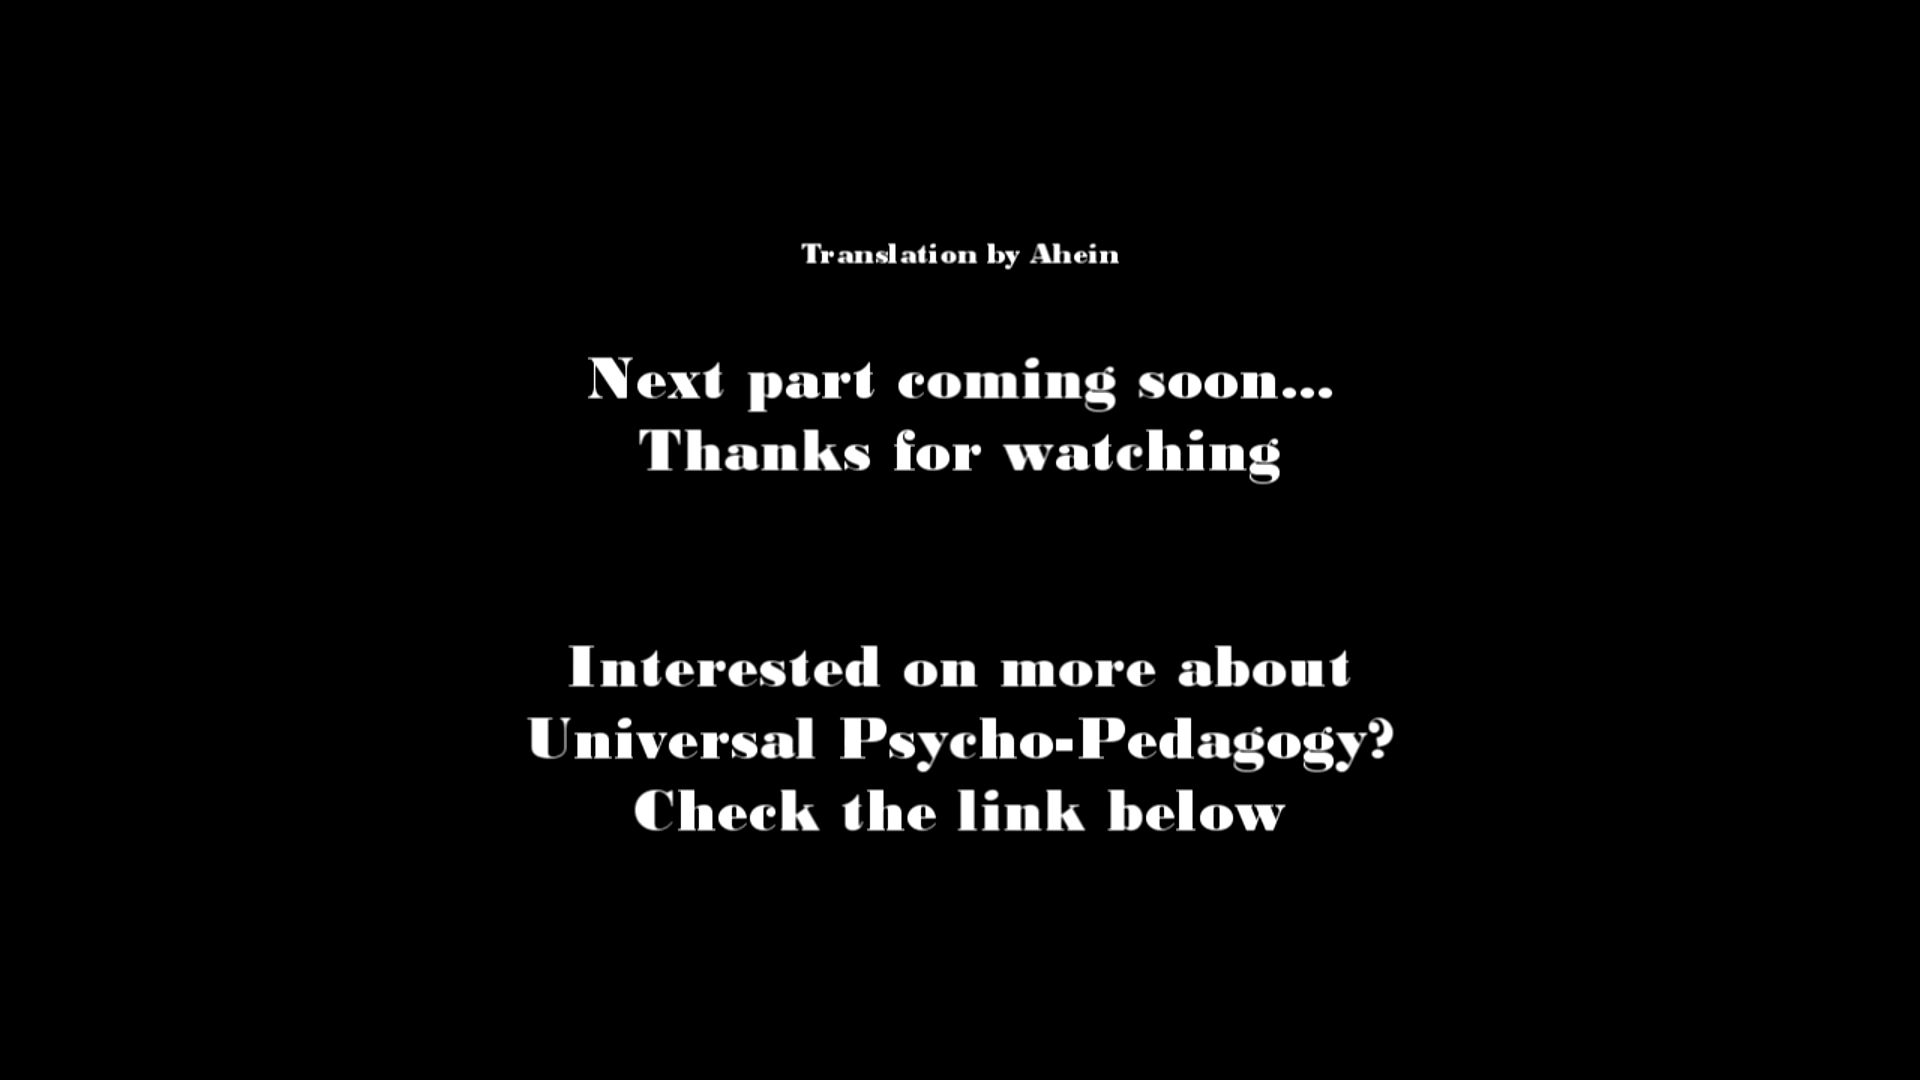 Translation by Ahein
Next part coming soon...
Thanks for watching
Interested on more about
Universal Psycho-Pedagogy?
Check the link below